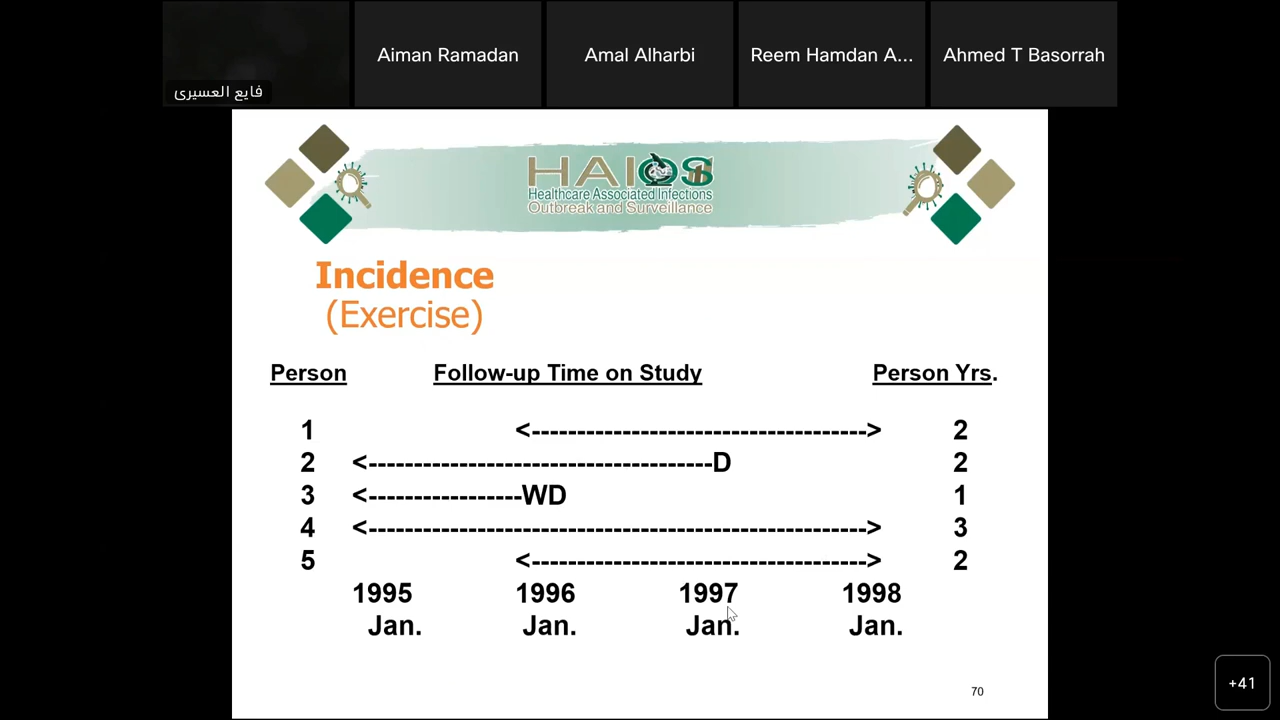 فايع العسيرى
Aiman Ramadan
Amal Alharbi
Reem Hamdan A...
Ahmed T Basorrah
HAIOS
Healthcare Associated Infections
Outbreak and Surveillance
Incidence
(Exercise)
Person Follow-up Time on Study Person Yrs.
1 <-------------------------------------> 2
2 <-------------------------------------D 2
3 <----------------WD 1
4 <------------------------------------------------------> 3
5 <-------------------------------------> 2
1995 1996 1997 1998
Jan. Jan. Jan. Jan.
70
+41